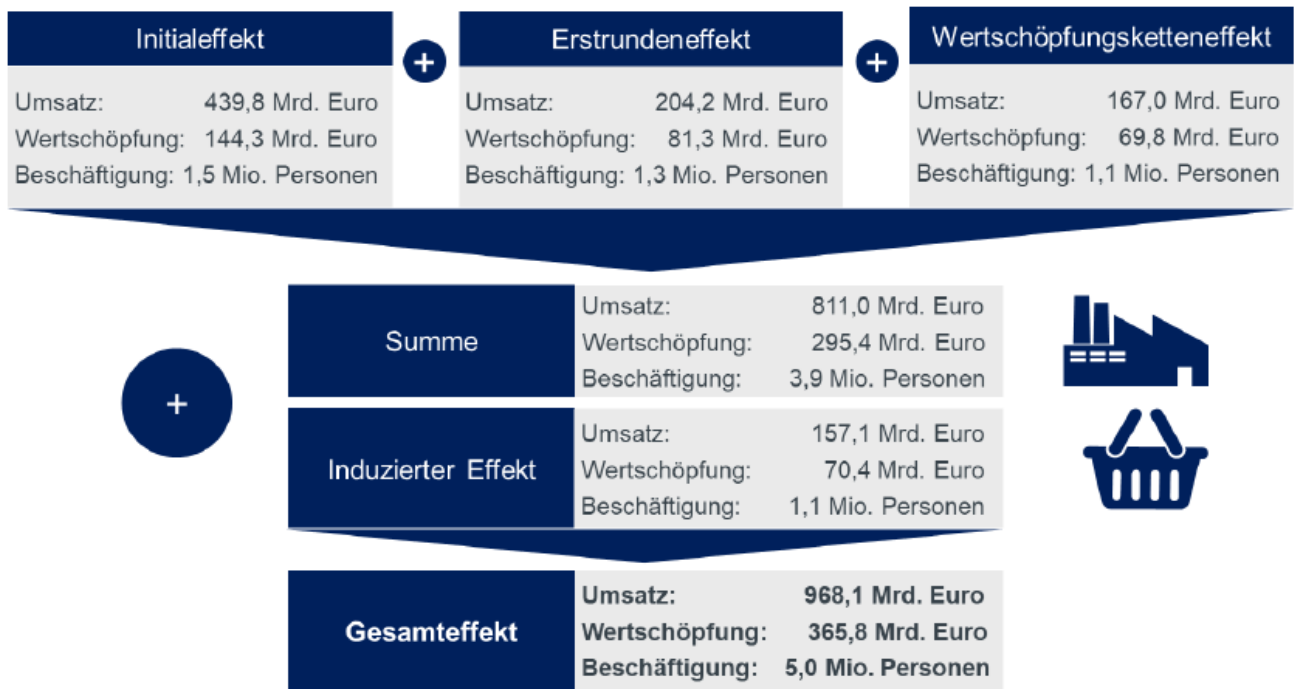 Initialeffekt
+
Erstrundeneffekt
+
Wertschöpfungsketteneffekt
Umsatz: 439,8 Mrd. Euro
Wertschöpfung: 144,3 Mrd. Euro
Beschäftigung: 1,5 Mio. Personen
Umsatz: 204,2 Mrd. Euro
Wertschöpfung: 81,3 Mrd. Euro
Beschäftigung: 1,3 Mio. Personen
Umsatz: 167,0 Mrd. Euro
Wertschöpfung: 69,8 Mrd. Euro
Beschäftigung: 1,1 Mio. Personen
+
Summe
Umsatz: 811,0 Mrd. Euro
Wertschöpfung: 295,4 Mrd. Euro
Beschäftigung: 3,9 Mio. Personen
Induzierter Effekt
Umsatz: 157,1 Mrd. Euro
Wertschöpfung: 70,4 Mrd. Euro
Beschäftigung: 1,1 Mio. Personen
Gesamteffekt
Umsatz: 968,1 Mrd. Euro
Wertschöpfung: 365,8 Mrd. Euro
Beschäftigung: 5,0 Mio. Personen